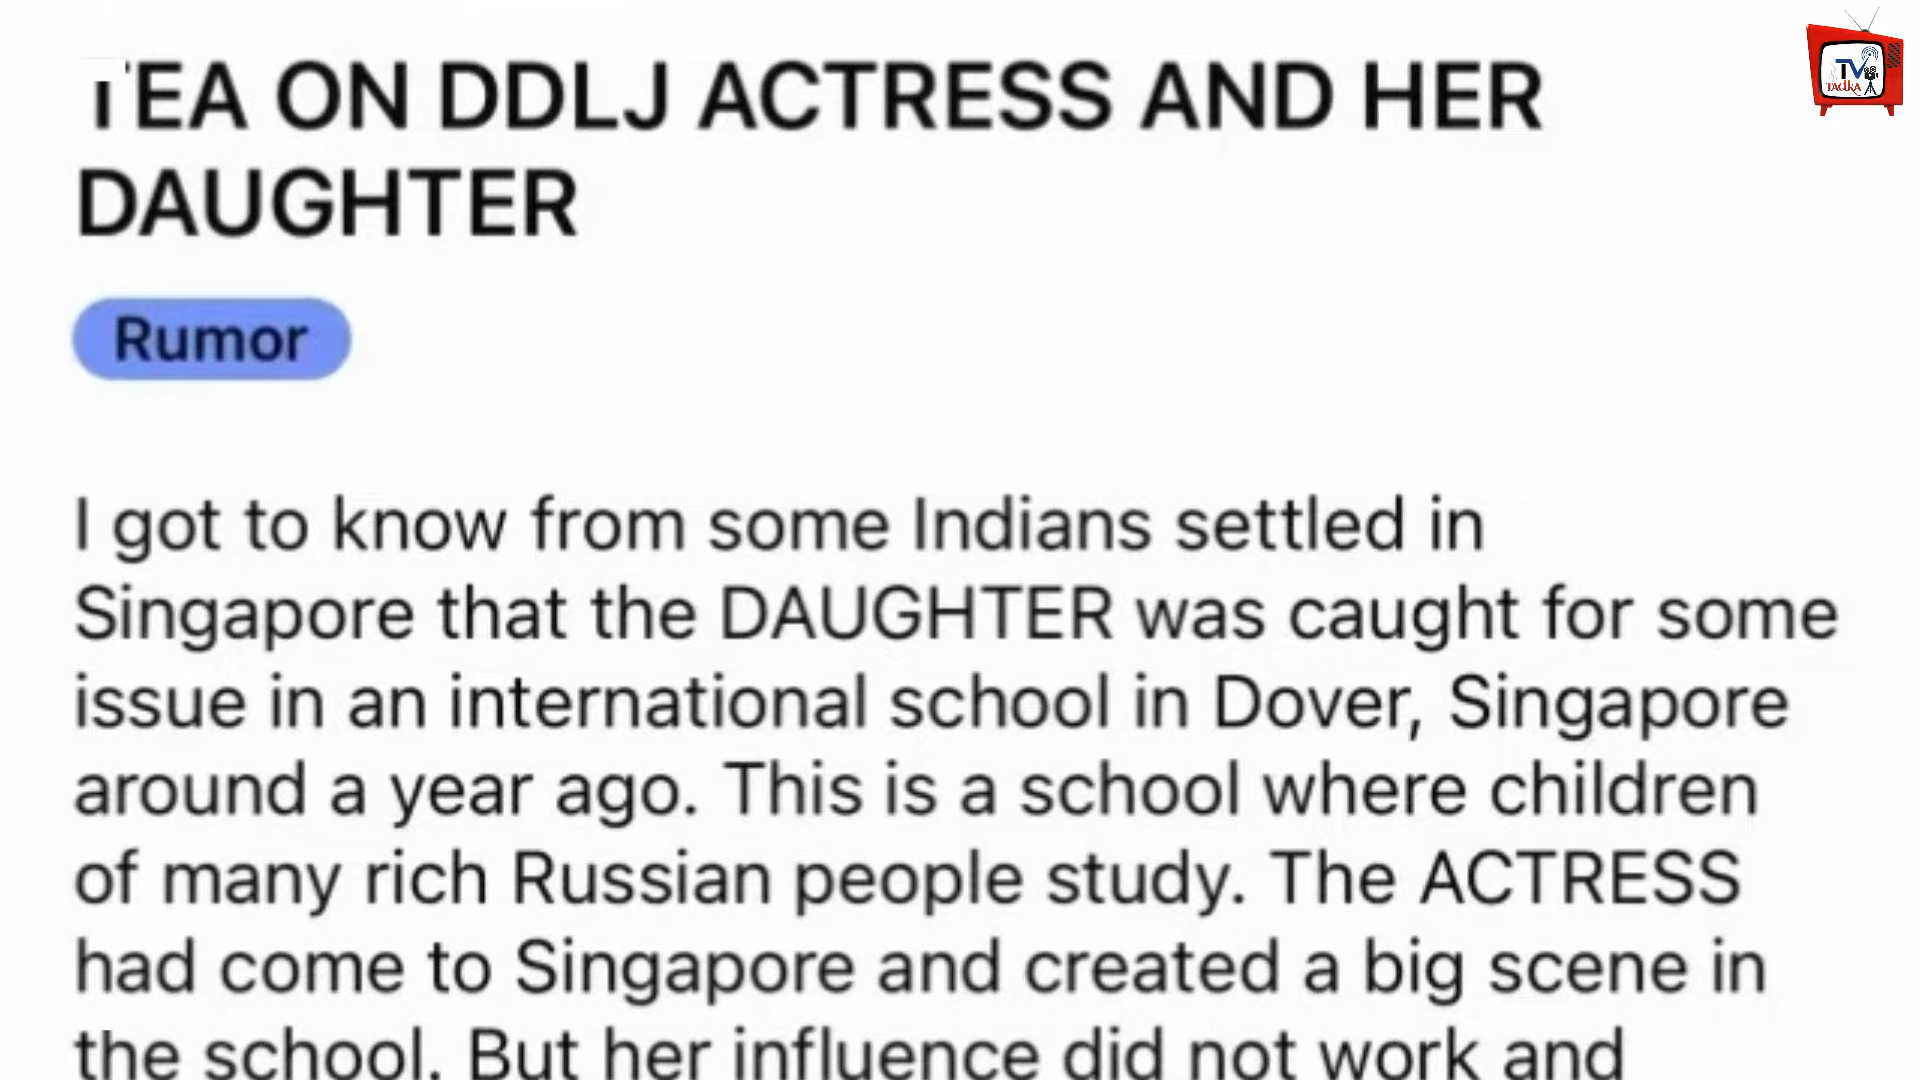 TEA ON DDLJ ACTRESS AND HER
DAUGHTER
Rumor
I got to know from some Indians settled in
Singapore that the DAUGHTER was caught for some
issue in an international school in Dover, Singapore
around a year ago. This is a school where children
of many rich Russian people study. The ACTRESS
had come to Singapore and created a big scene in
the school. But her influence did not work and
TV
TADKA